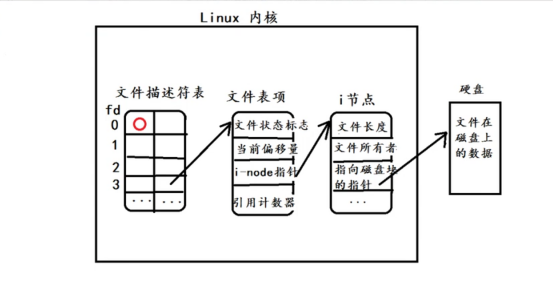 Linux 内核
文件描述符表
fd
0
1
2
3
... ...
文件表项
文件状态标志
当前偏移量
i-node指针
引用计数器
i节点
文件长度
文件所有者
指向磁盘块
的指针
...
硬盘
文件在
磁盘上
的数据